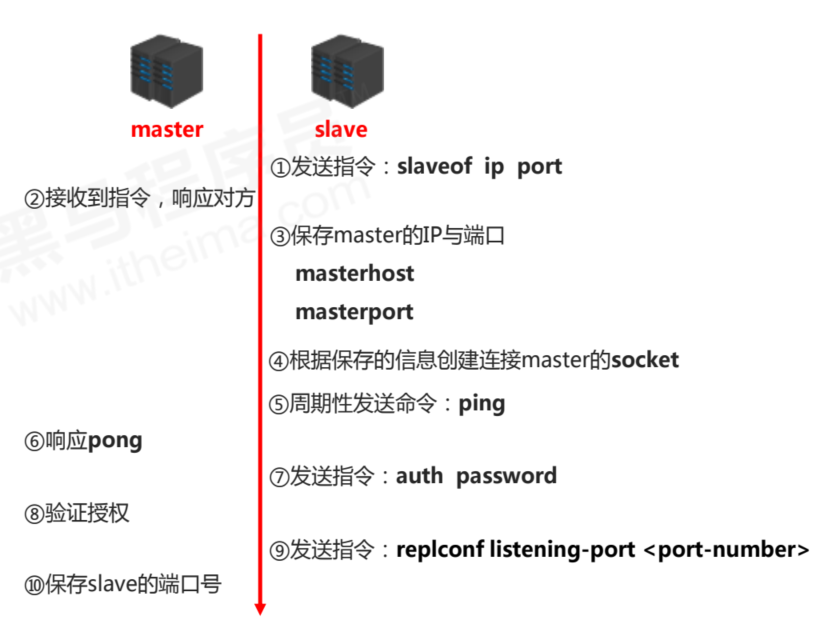 master
slave
①发送指令：slaveof ip port
②接收到指令，响应对方
③保存master的IP与端口
masterhost
masterport
④根据保存的信息创建连接master的socket
⑤周期性发送命令：ping
⑥响应pong
⑦发送指令：auth password
⑧验证授权
⑨发送指令：replconf listening-port <port-number>
⑩保存slave的端口号
黑马程序员
www.itheima.com